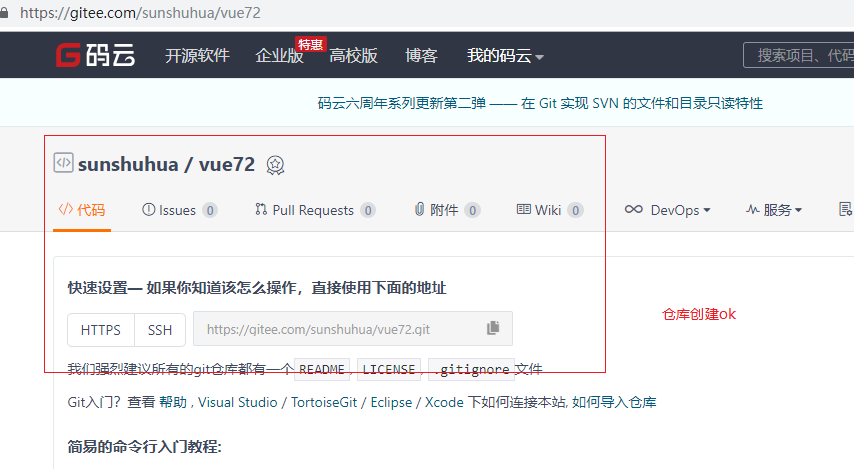 https://gitee.com/sunshuhua/vue72
G 码云 开源软件 企业版 特惠 高校版 博客 我的码云 搜索项目、代码
码云六周年系列更新第二弹 —— 在 Git 实现 SVN 的文件和目录只读特性
sunshuhua / vue72
代码 Issues 0 Pull Requests 0 附件 0 Wiki 0 DevOps 服务
快速设置— 如果你知道该怎么操作，直接使用下面的地址
HTTPS SSH https://gitee.com/sunshuhua/vue72.git
仓库创建ok
我们强烈建议所有的git仓库都有一个 README , LICENSE , .gitignore 文件
Git入门？查看 帮助 , Visual Studio / TortoiseGit / Eclipse / Xcode 下如何连接本站, 如何导入仓库
简易的命令行入门教程: